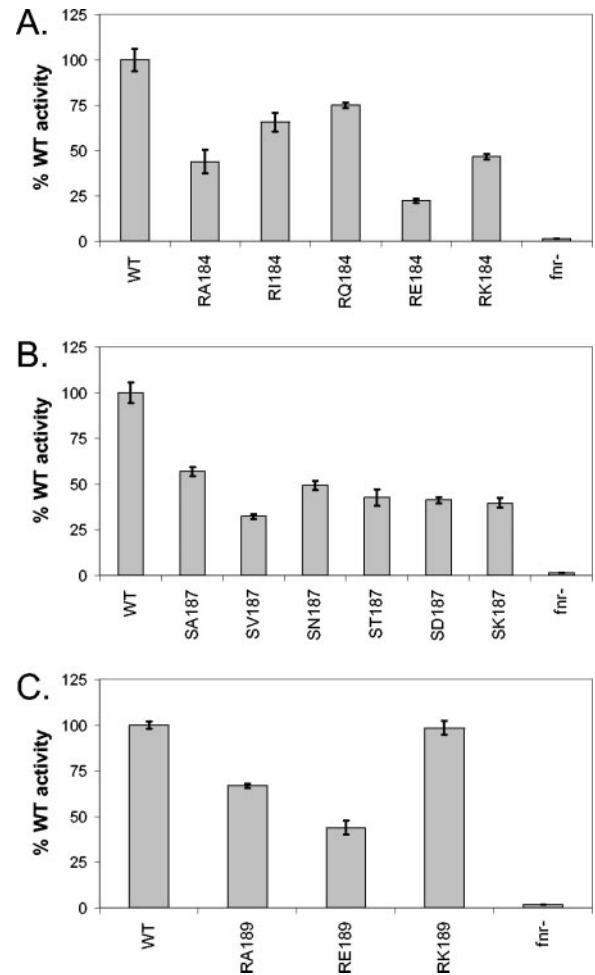 A.
% WT activity
125
100
75
50
25
0
WT
RA184
RI184
RQ184
RE184
RK184
fnr-
B.
% WT activity
125
100
75
50
25
0
WT
SA187
SV187
SN187
ST187
SD187
SK187
fnr-
C.
% WT activity
125
100
75
50
25
0
WT
RA189
RE189
RK189
fnr-